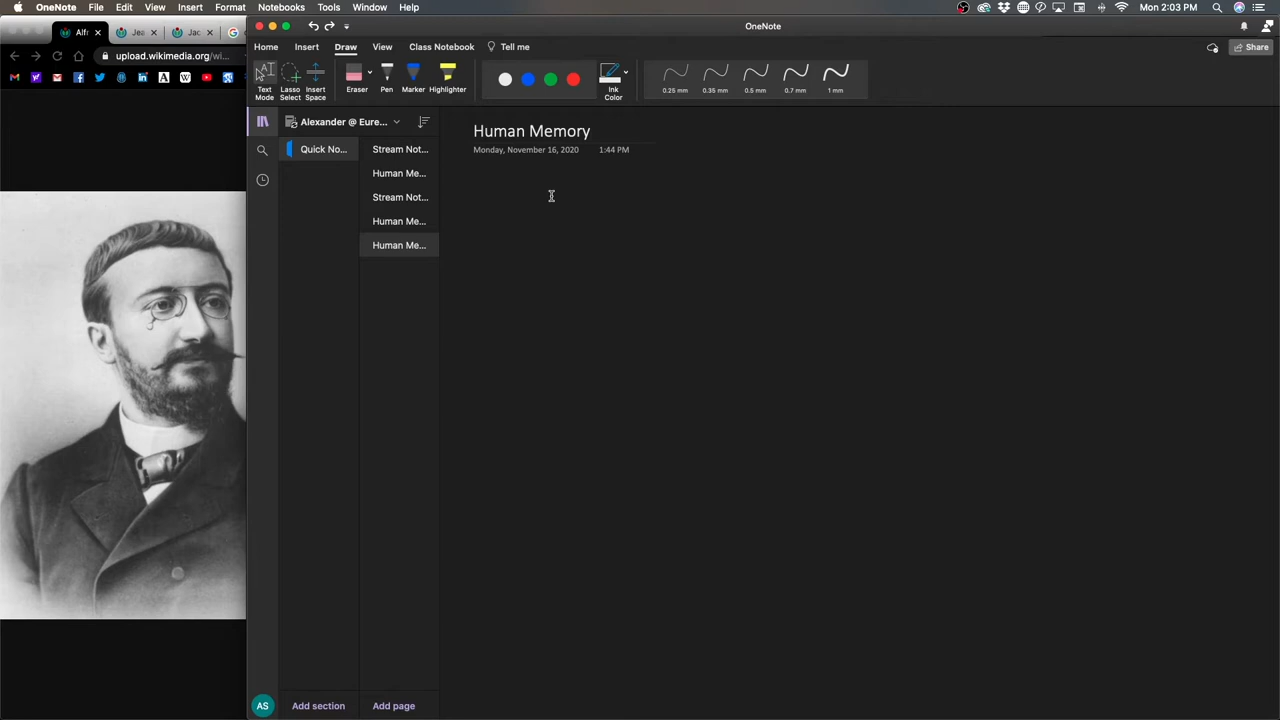 OneNote File Edit View Insert Format Notebooks Tools Window Help
Mon 2:03 PM
OneNote
Alfr
Jea
Jac
upload.wikimedia.org/wi...
Home Insert Draw View Class Notebook Tell me
Share
Text Mode
Lasso Select
Insert Space
Eraser
Pen
Marker
Highlighter
Ink Color
0.25 mm 0.35 mm 0.5 mm 0.7 mm 1 mm
Alexander @ Eure...
Quick No...
Stream Not...
Human Me...
Stream Not...
Human Me...
Human Me...
Human Memory
Monday, November 16, 2020 1:44 PM
AS
Add section
Add page